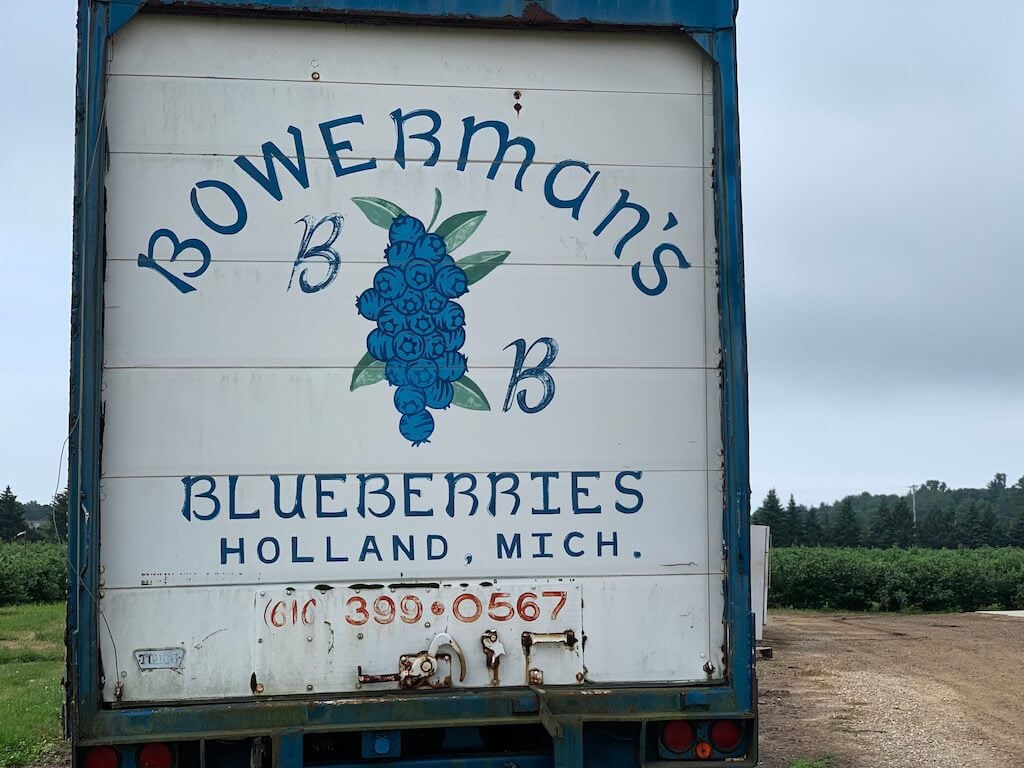 BOWERman's
B
B
BLUEBERRIES
HOLLAND, MICH.
(616) 399•0567